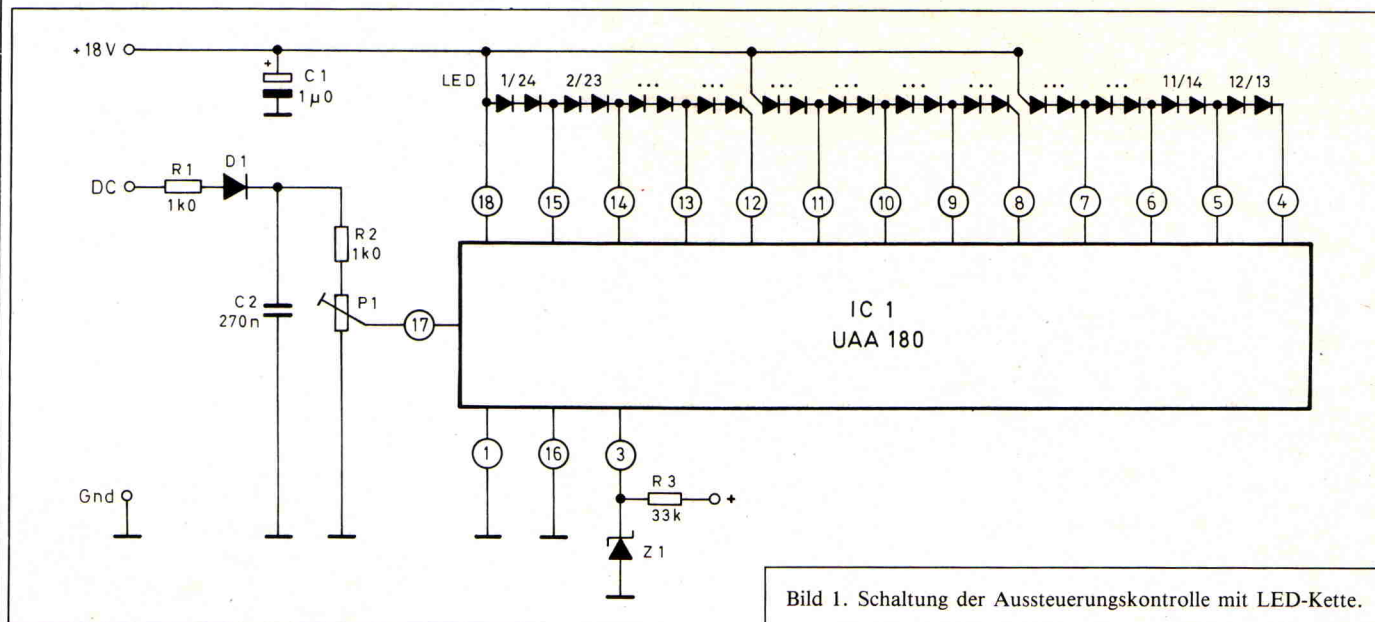 +18V
C1
1µ0
LED 1/24 2/23 ... ... ... ... ... ... ... ... 11/14 12/13
DC
R1
1k0
D1
R2
1k0
C2
270n
P1
18 15 14 13 12 11 10 9 8 7 6 5 4
17
IC 1
UAA 180
1 16 3
Gnd
R3
33k
+
Z1
Bild 1. Schaltung der Aussteuerungskontrolle mit LED-Kette.